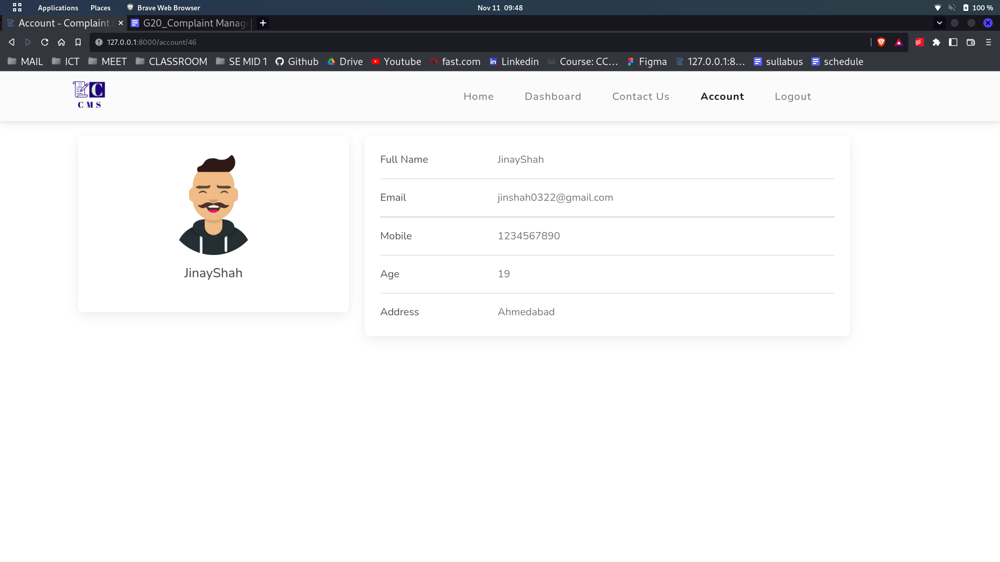 Applications Places Brave Web Browser Nov 11 09:48 100 %
Account - Complaint G20_Complaint Manage
127.0.0.1:8000/account/46
MAIL ICT MEET CLASSROOM SE MID 1 Github Drive Youtube fast.com Linkedin Course: CC... Figma 127.0.0.1:8... sullabus schedule
C
CMS
Home Dashboard Contact Us Account Logout
JinayShah
Full Name JinayShah
Email jinshah0322@gmail.com
Mobile 1234567890
Age 19
Address Ahmedabad